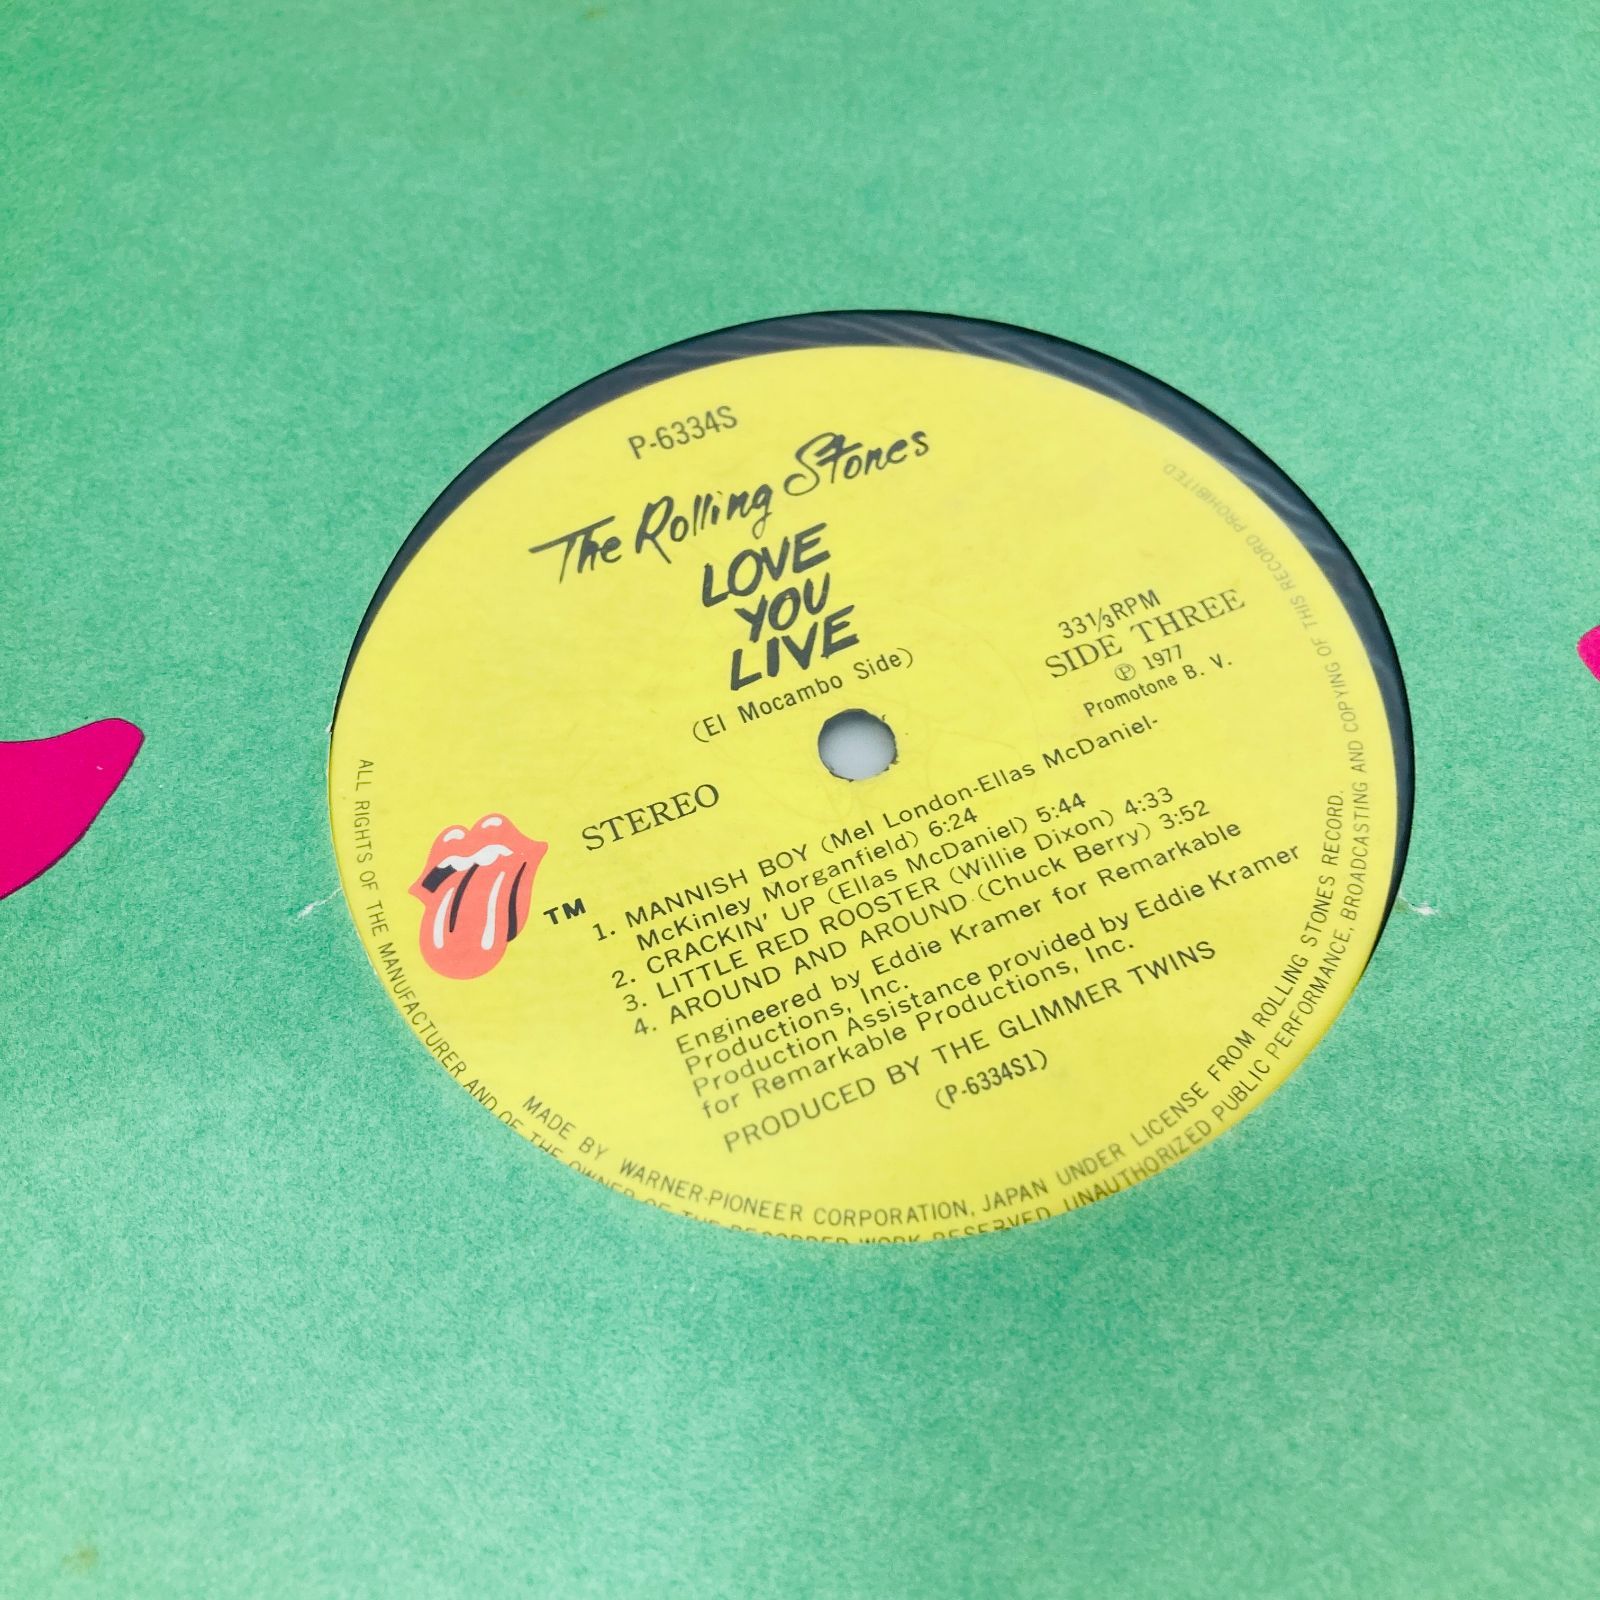 P-6334S
The Rolling Stones
LOVE
YOU
LIVE
(El Mocambo Side)
33 1/3 RPM
SIDE THREE
℗ 1977
Promotone B. V.
STEREO
TM
1. MANNISH BOY (Mel London-Ellas McDaniel-
McKinley Morganfield) 6:24
2. CRACKIN' UP (Ellas McDaniel) 5:44
3. LITTLE RED ROOSTER (Willie Dixon) 4:33
4. AROUND AND AROUND (Chuck Berry) 3:52
Engineered by Eddie Kramer for Remarkable
Productions, Inc.
Production Assistance provided by Eddie Kramer
for Remarkable Productions, Inc.
PRODUCED BY THE GLIMMER TWINS
(P-6334S1)
MADE BY WARNER-PIONEER CORPORATION, JAPAN UNDER LICENSE FROM ROLLING STONES RECORD.
ALL RIGHTS OF THE MANUFACTURER AND OF THE OWNER OF THE RECORDED WORK RESERVED. UNAUTHORIZED PUBLIC PERFORMANCE, BROADCASTING AND COPYING OF THIS RECORD PROHIBITED.